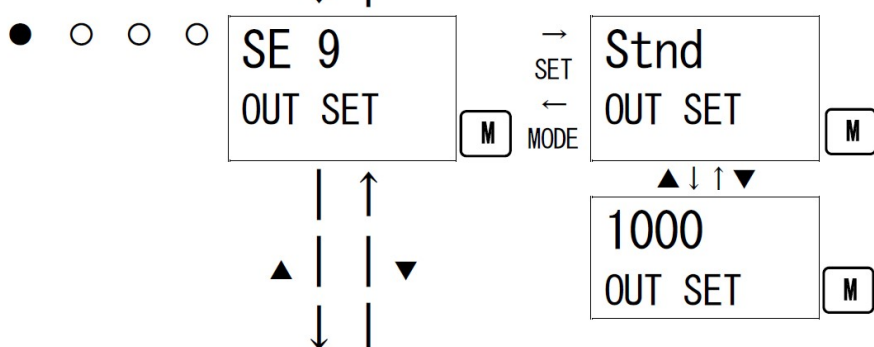 ● ○ ○ ○
SE 9
OUT SET
M
→
SET
←
MODE
Stnd
OUT SET
M
▲↓↑▼
1000
OUT SET
M
▲ ▼